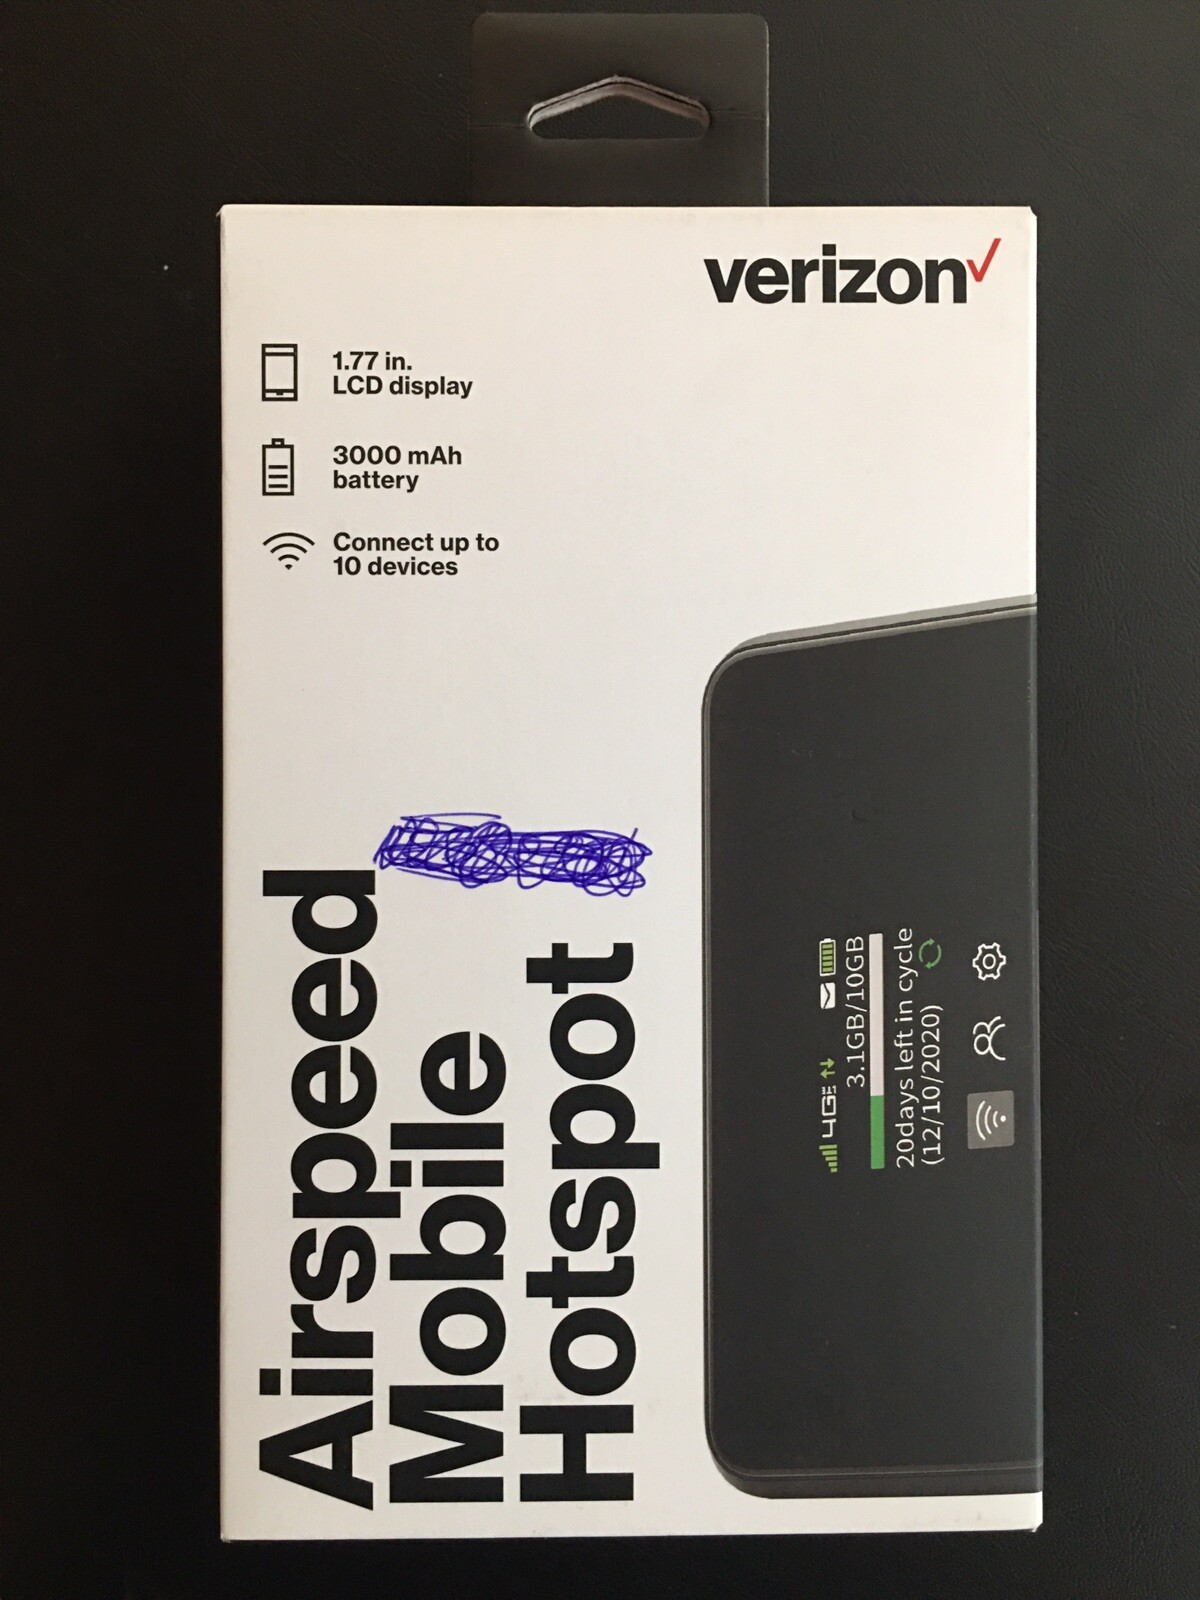 verizon
1.77 in.
LCD display
3000 mAh
battery
Connect up to
10 devices
Airspeed
Mobile
Hotspot
4G LTE
3.1GB/10GB
20days left in cycle
(12/10/2020)